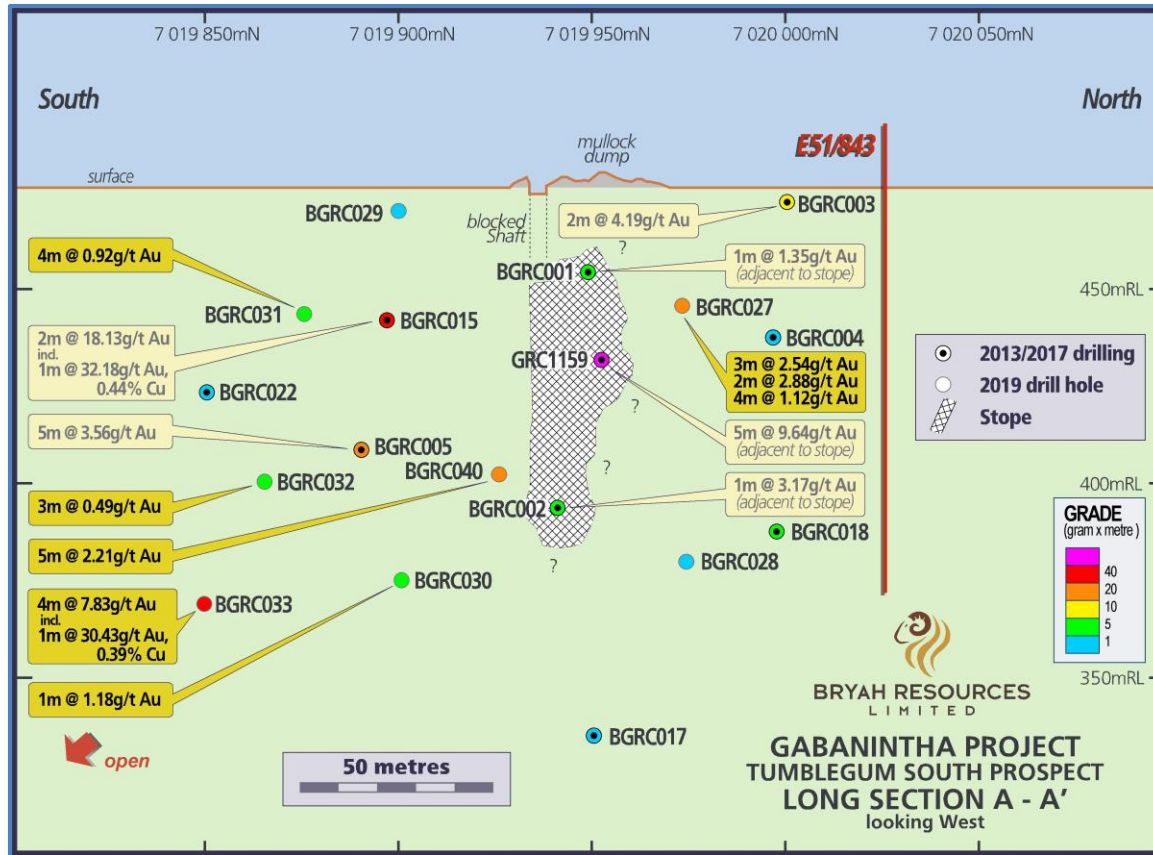 7 019 850mN
7 019 900mN
7 019 950mN
7 020 000mN
7 020 050mN
South
North
mullock
dump
E51/843
surface
BGRC029
blocked
Shaft
2m @ 4.19g/t Au
BGRC003
?
4m @ 0.92g/t Au
BGRC001
1m @ 1.35g/t Au
(adjacent to stope)
450mRL
BGRC031
BGRC015
BGRC027
BGRC004
2m @ 18.13g/t Au
incl.
1m @ 32.18g/t Au,
0.44% Cu
GRC1159
3m @ 2.54g/t Au
2m @ 2.88g/t Au
4m @ 1.12g/t Au
2013/2017 drilling
2019 drill hole
Stope
BGRC022
?
5m @ 3.56g/t Au
BGRC005
5m @ 9.64g/t Au
(adjacent to stope)
BGRC040
?
BGRC032
400mRL
3m @ 0.49g/t Au
BGRC002
1m @ 3.17g/t Au
(adjacent to stope)
BGRC018
GRADE
(gram x metre )
40
20
10
5
1
5m @ 2.21g/t Au
?
BGRC028
BGRC030
4m @ 7.83g/t Au
incl.
1m @ 30.43g/t Au,
0.39% Cu
BGRC033
1m @ 1.18g/t Au
350mRL
BRYAH RESOURCES
LIMITED
open
BGRC017
50 metres
GABANINTHA PROJECT
TUMBLEGUM SOUTH PROSPECT
LONG SECTION A - A'
looking West